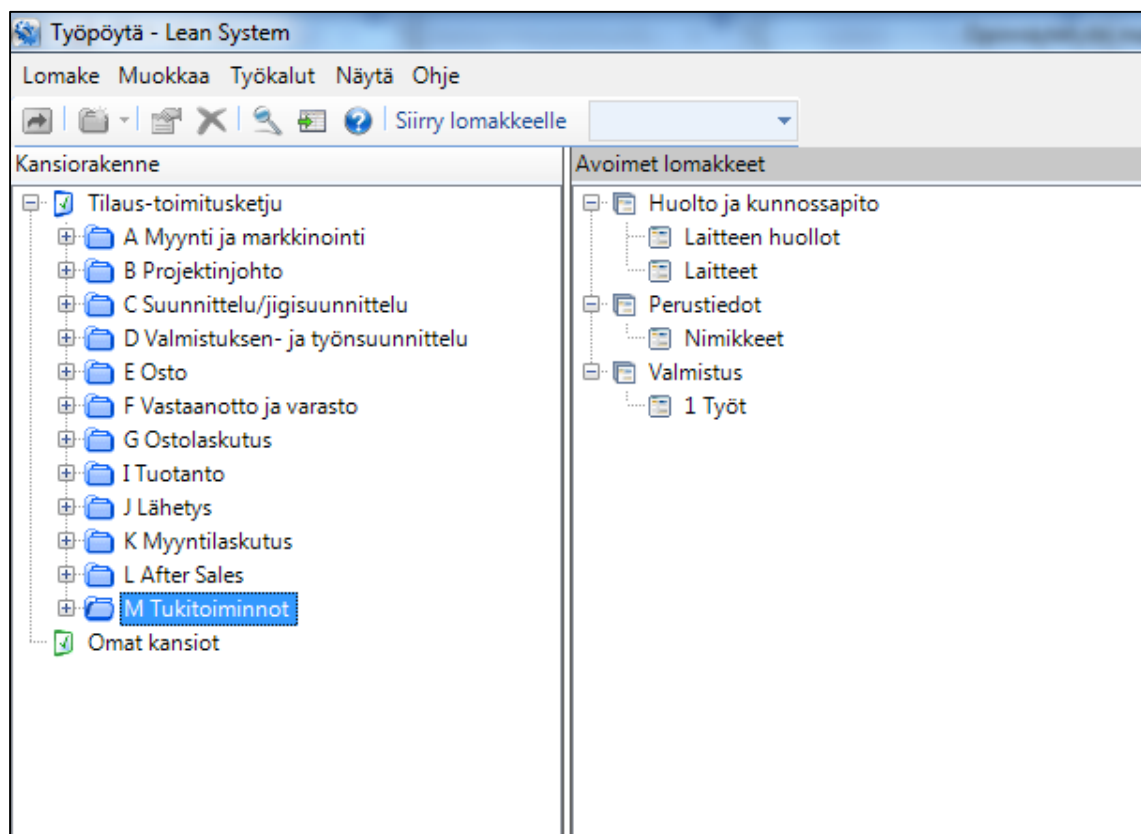 Työpöytä - Lean System
Lomake Muokkaa Työkalut Näytä Ohje
Siirry lomakkeelle
Kansiorakenne
Tilaus-toimitusketju
A Myynti ja markkinointi
B Projektinjohto
C Suunnittelu/jigisuunnittelu
D Valmistuksen- ja työnsuunnittelu
E Osto
F Vastaanotto ja varasto
G Ostolaskutus
I Tuotanto
J Lähetys
K Myyntilaskutus
L After Sales
M Tukitoiminnot
Omat kansiot
Avoimet lomakkeet
Huolto ja kunnossapito
Laitteen huollot
Laitteet
Perustiedot
Nimikkeet
Valmistus
1 Työt